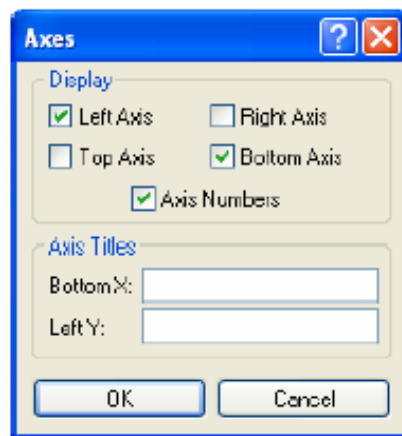 Axes
Display
Left Axis
Right Axis
Top Axis
Bottom Axis
Axis Numbers
Axis Titles
Bottom X:
Left Y:
OK
Cancel